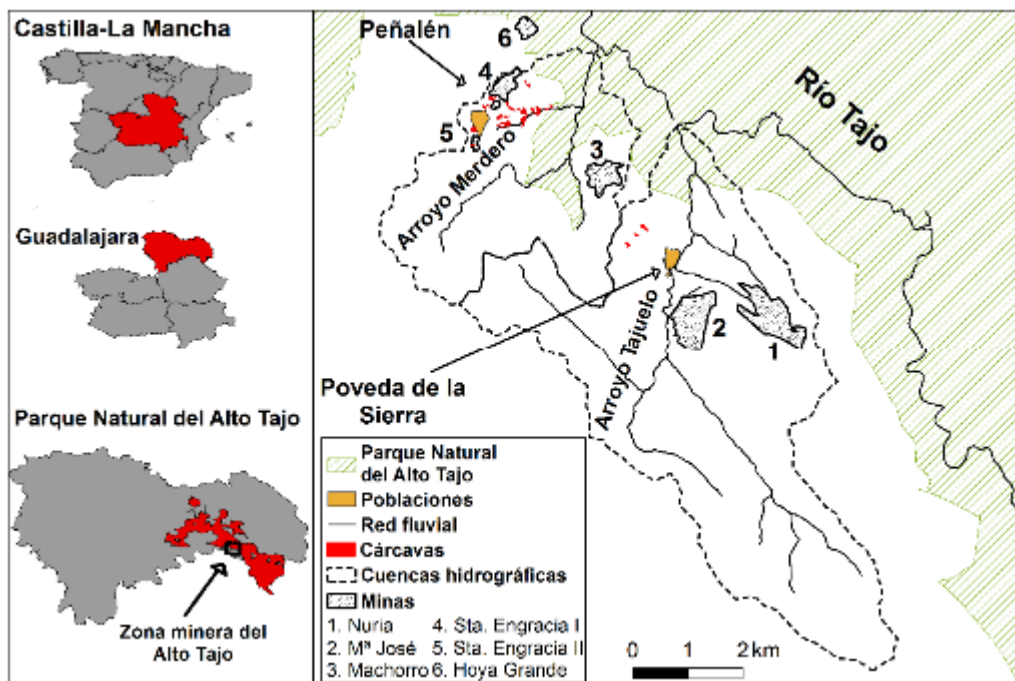 Castilla-La Mancha
Guadalajara
Parque Natural del Alto Tajo
Zona minera del
Alto Tajo
Peñalén
6
4
5
3
Río Tajo
Arroyo Merdero
2
1
Arroyo Tajuelo
Poveda de la
Sierra
Parque Natural
del Alto Tajo
Poblaciones
Red fluvial
Cárcavas
Cuencas hidrográficas
Minas
1. Nuria 4. Sta. Engracia I
2. Mª José 5. Sta. Engracia II
3. Machorro 6. Hoya Grande
0 1 2 km